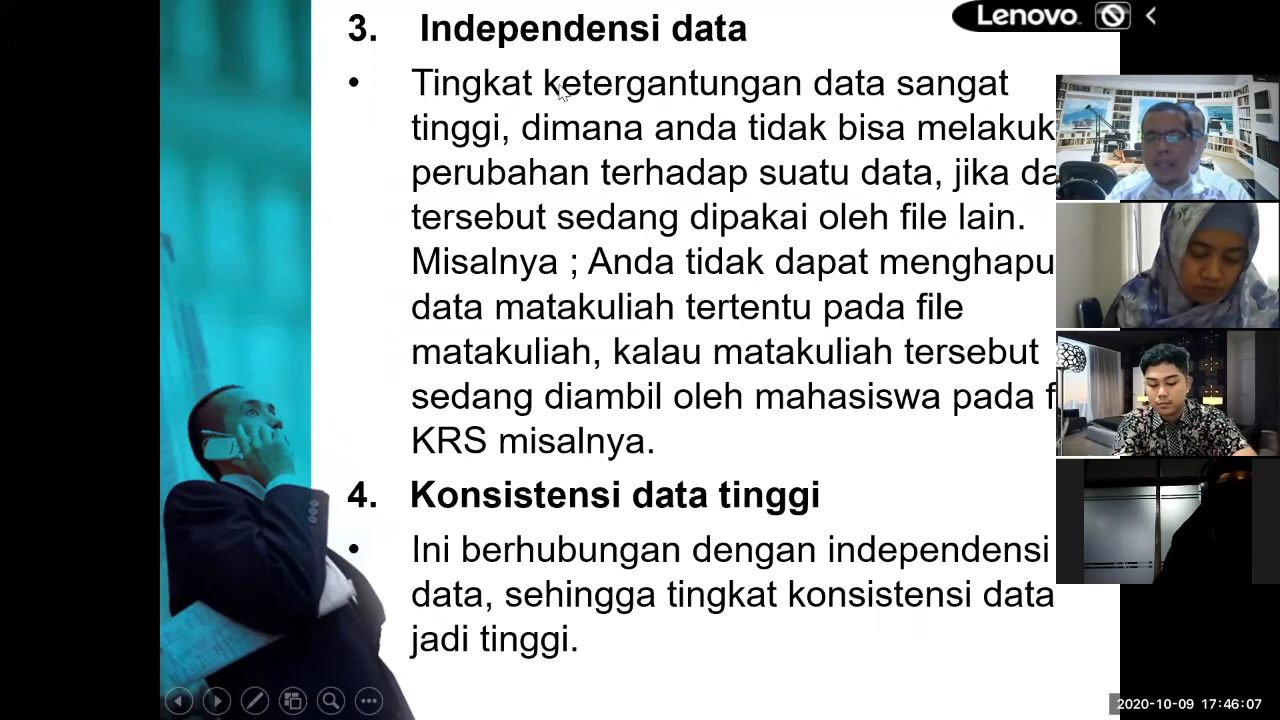 3. Independensi data
Lenovo
• Tingkat ketergantungan data sangat
tinggi, dimana anda tidak bisa melakuk
perubahan terhadap suatu data, jika da
tersebut sedang dipakai oleh file lain.
Misalnya ; Anda tidak dapat menghapu
data matakuliah tertentu pada file
matakuliah, kalau matakuliah tersebut
sedang diambil oleh mahasiswa pada f
KRS misalnya.
4. Konsistensi data tinggi
• Ini berhubungan dengan independensi
data, sehingga tingkat konsistensi data
jadi tinggi.
2020-10-09 17:46:07